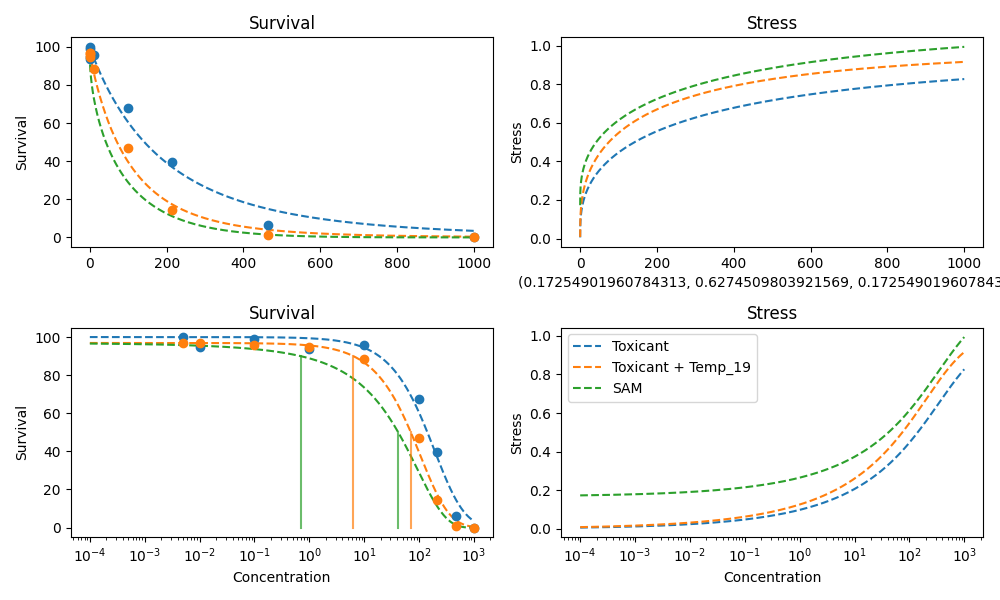 Survival
Stress
100
80
60
40
20
0
Survival
0 200 400 600 800 1000
1.0
0.8
0.6
0.4
0.2
0.0
Stress
0 200 400 600 800 1000
(0.17254901960784313, 0.6274509803921569, 0.172549019607843
Survival
Stress
100
80
60
40
20
0
Survival
10⁻⁴ 10⁻³ 10⁻² 10⁻¹ 10⁰ 10¹ 10² 10³
Concentration
1.0
0.8
0.6
0.4
0.2
0.0
Stress
Toxicant
Toxicant + Temp_19
SAM
10⁻⁴ 10⁻³ 10⁻² 10⁻¹ 10⁰ 10¹ 10² 10³
Concentration